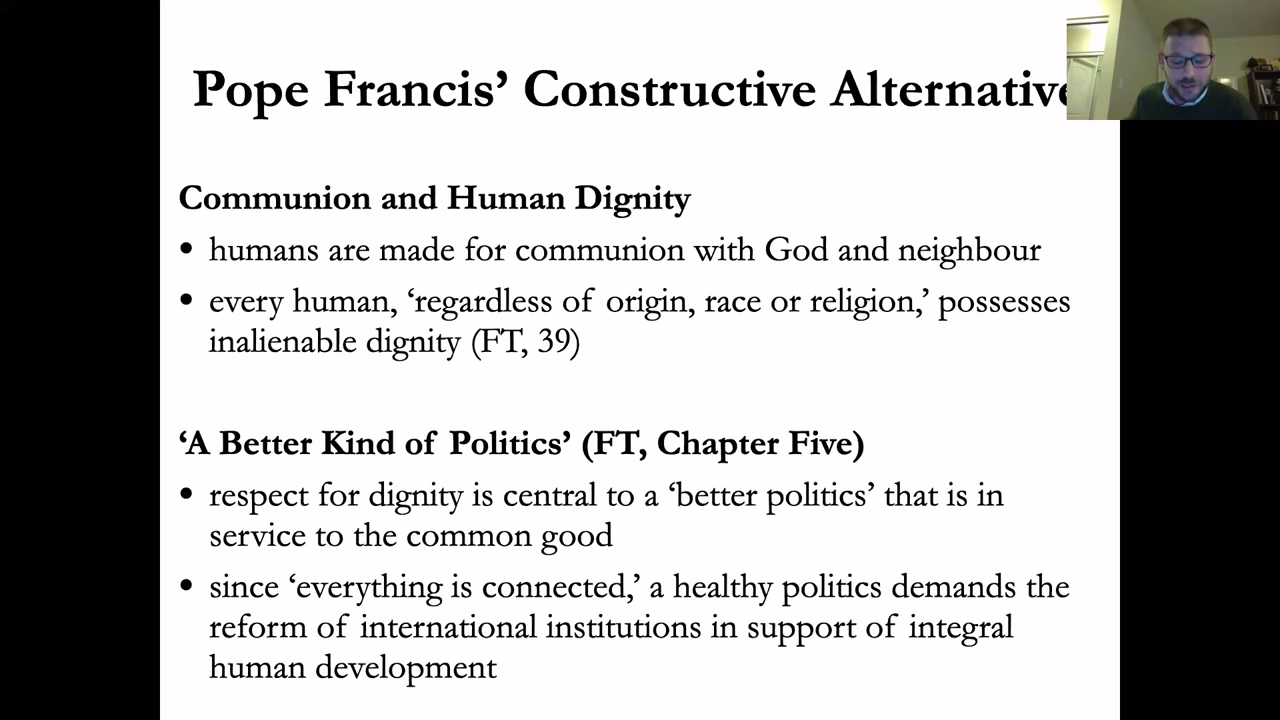 Pope Francis’ Constructive Alternative
Communion and Human Dignity
• humans are made for communion with God and neighbour
• every human, ‘regardless of origin, race or religion,’ possesses
inalienable dignity (FT, 39)
‘A Better Kind of Politics’ (FT, Chapter Five)
• respect for dignity is central to a ‘better politics’ that is in
service to the common good
• since ‘everything is connected,’ a healthy politics demands the
reform of international institutions in support of integral
human development